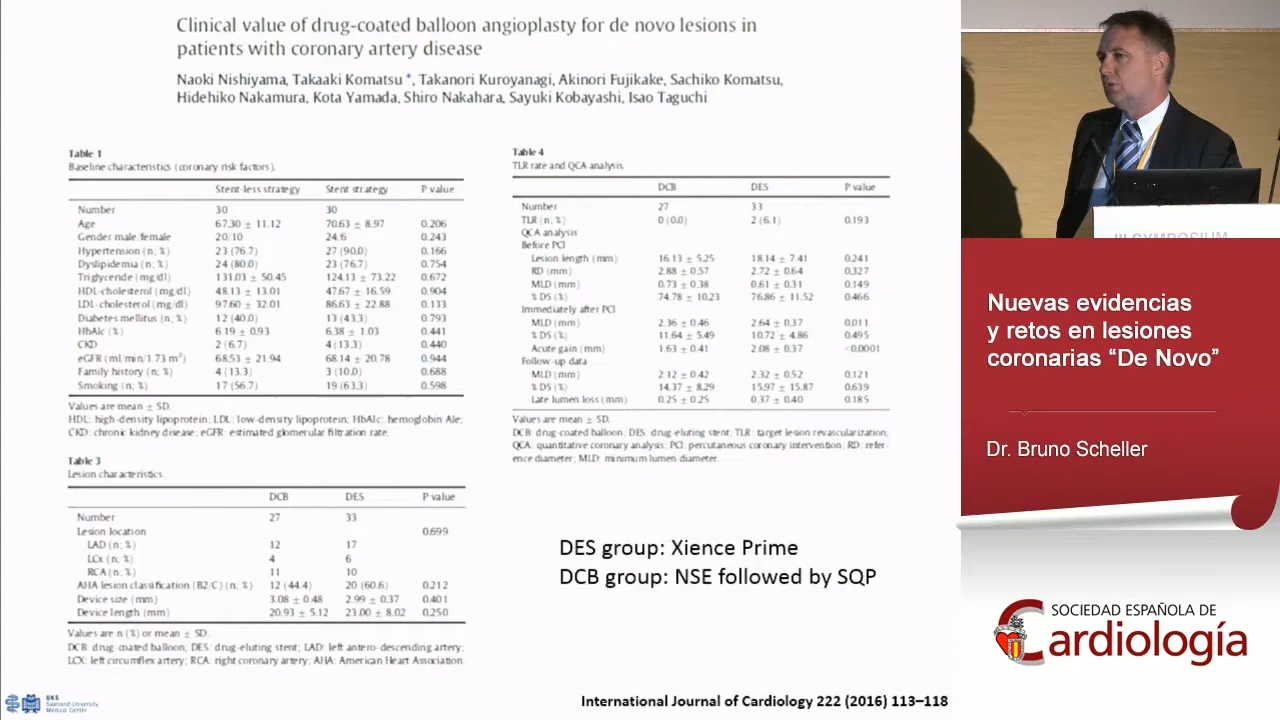 Clinical value of drug-coated balloon angioplasty for de novo lesions in
patients with coronary artery disease
Naoki Nishiyama, Takaaki Komatsu *, Takanori Kuroyanagi, Akinori Fujikake, Sachiko Komatsu,
Hidehiko Nakamura, Kota Yamada, Shiro Nakahara, Sayuki Kobayashi, Isao Taguchi
Table 1
Baseline characteristics (coronary risk factors).
Stent-less strategy Stent strategy P value
Number 30 30
Age 67.30 ± 11.12 70.63 ± 8.97 0.206
Gender male/female 20/10 24/6 0.243
Hypertension (n; %) 23 (76.7) 27 (90.0) 0.166
Dyslipidemia (n; %) 24 (80.0) 23 (76.7) 0.754
Triglyceride (mg/dl) 131.03 ± 50.45 124.13 ± 73.22 0.672
HDL-cholesterol (mg/dl) 48.13 ± 13.01 47.67 ± 16.59 0.904
LDL-cholesterol (mg/dl) 97.60 ± 32.01 86.63 ± 22.88 0.133
Diabetes mellitus (n; %) 12 (40.0) 13 (43.3) 0.793
HbAlc (%) 6.19 ± 0.93 6.38 ± 1.03 0.441
CKD 2 (6.7) 4 (13.3) 0.440
eGFR (ml/min/1.73 m²) 68.53 ± 21.94 68.14 ± 20.78 0.944
Family history (n; %) 4 (13.3) 3 (10.0) 0.688
Smoking (n; %) 17 (56.7) 19 (63.3) 0.598
Values are mean ± SD.
HDL: high-density lipoprotein; LDL: low-density lipoprotein; HbAlc: hemoglobin Ale;
CKD: chronic kidney disease; eGFR: estimated glomerular filtration rate.
Table 3
Lesion characteristics.
DCB DES P value
Number 27 33
Lesion location 0.699
LAD (n; %) 12 17
LCx (n; %) 4 6
RCA (n; %) 11 10
AHA lesion classification (B2/C) (n; %) 12 (44.4) 20 (60.6) 0.212
Device size (mm) 3.08 ± 0.48 2.99 ± 0.37 0.401
Device length (mm) 20.93 ± 5.12 23.00 ± 8.02 0.250
Values are n (%) or mean ± SD.
DCB: drug-coated balloon; DES: drug-eluting stent; LAD: left antero-descending artery;
LCX: left circumflex artery; RCA: right coronary artery; AHA: American Heart Association.
Table 4
TLR rate and QCA analysis.
DCB DES P value
Number 27 33
TLR (n; %) 0 (0.0) 2 (6.1) 0.193
QCA analysis
Before PCI
Lesion length (mm) 16.13 ± 5.25 18.14 ± 7.41 0.241
RD (mm) 2.88 ± 0.57 2.72 ± 0.64 0.327
MLD (mm) 0.73 ± 0.38 0.61 ± 0.31 0.149
% DS (%) 74.78 ± 10.23 76.86 ± 11.52 0.466
Immediately after PCI
MLD (mm) 2.36 ± 0.46 2.64 ± 0.37 0.011
% DS (%) 11.64 ± 5.49 10.72 ± 4.86 0.495
Acute gain (mm) 1.63 ± 0.41 2.08 ± 0.37 <0.0001
Follow-up data
MLD (mm) 2.12 ± 0.42 2.32 ± 0.52 0.121
% DS (%) 14.37 ± 8.29 15.97 ± 15.87 0.639
Late lumen loss (mm) 0.25 ± 0.25 0.37 ± 0.40 0.185
Values are mean ± SD.
DCB: drug-coated balloon; DES: drug-eluting stent; TLR: target lesion revascularization;
QCA: quantitative coronary analysis; PCI: percutaneous coronary intervention; RD: refer-
ence diameter; MLD: minimum lumen diameter.
DES group: Xience Prime
DCB group: NSE followed by SQP
UKS
Saarland University
Medical Center
International Journal of Cardiology 222 (2016) 113–118
III SYMPOSIUM
Nuevas evidencias
y retos en lesiones
coronarias “De Novo”
Dr. Bruno Scheller
SOCIEDAD ESPAÑOLA DE
Cardiología